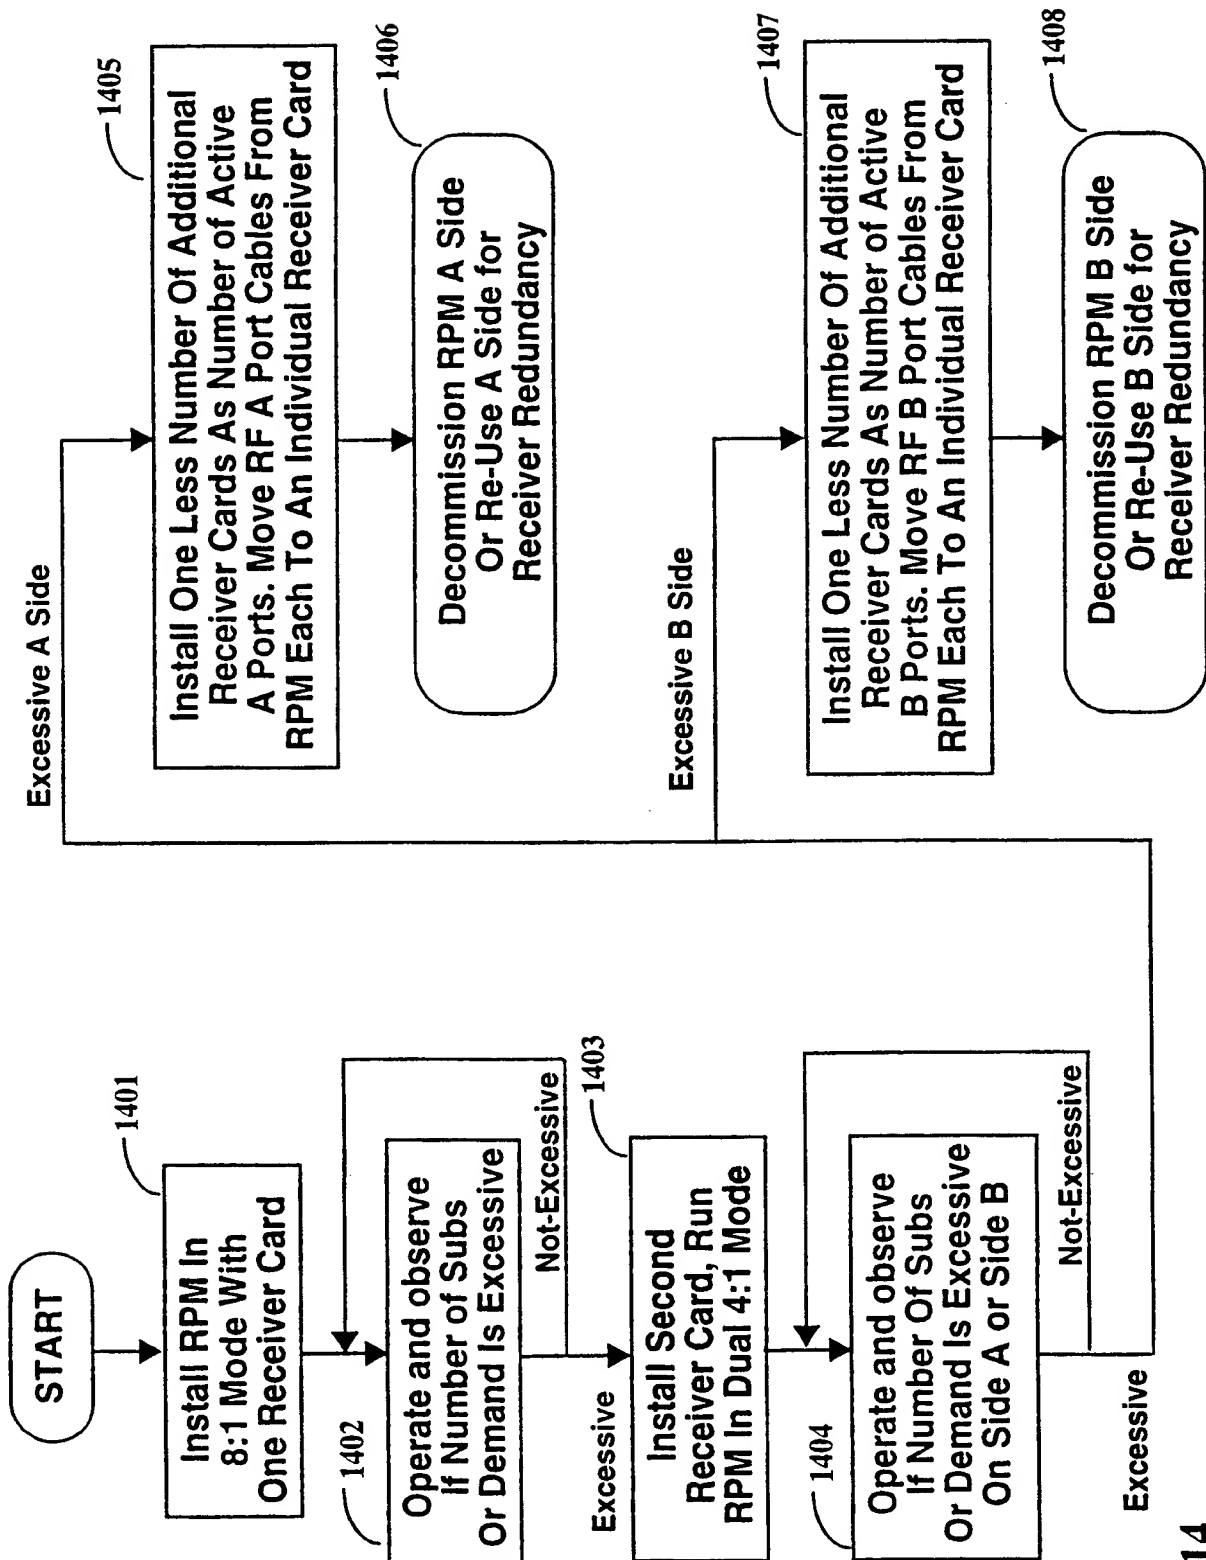 START
1401
Install RPM In
8:1 Mode With
One Receiver Card
1402
Operate and observe
If Number of Subs
Or Demand Is Excessive
Not-Excessive
Excessive
1403
Install Second
Receiver Card, Run
RPM In Dual 4:1 Mode
1404
Operate and observe
If Number Of Subs
Or Demand Is Excessive
On Side A or Side B
Not-Excessive
Excessive
Excessive A Side
1405
Install One Less Number Of Additional
Receiver Cards As Number of Active
A Ports. Move RF A Port Cables From
RPM Each To An Individual Receiver Card
1406
Decommission RPM A Side
Or Re-Use A Side for
Receiver Redundancy
Excessive B Side
1407
Install One Less Number Of Additional
Receiver Cards As Number of Active
B Ports. Move RF B Port Cables From
RPM Each To An Individual Receiver Card
1408
Decommission RPM B Side
Or Re-Use B Side for
Receiver Redundancy
14